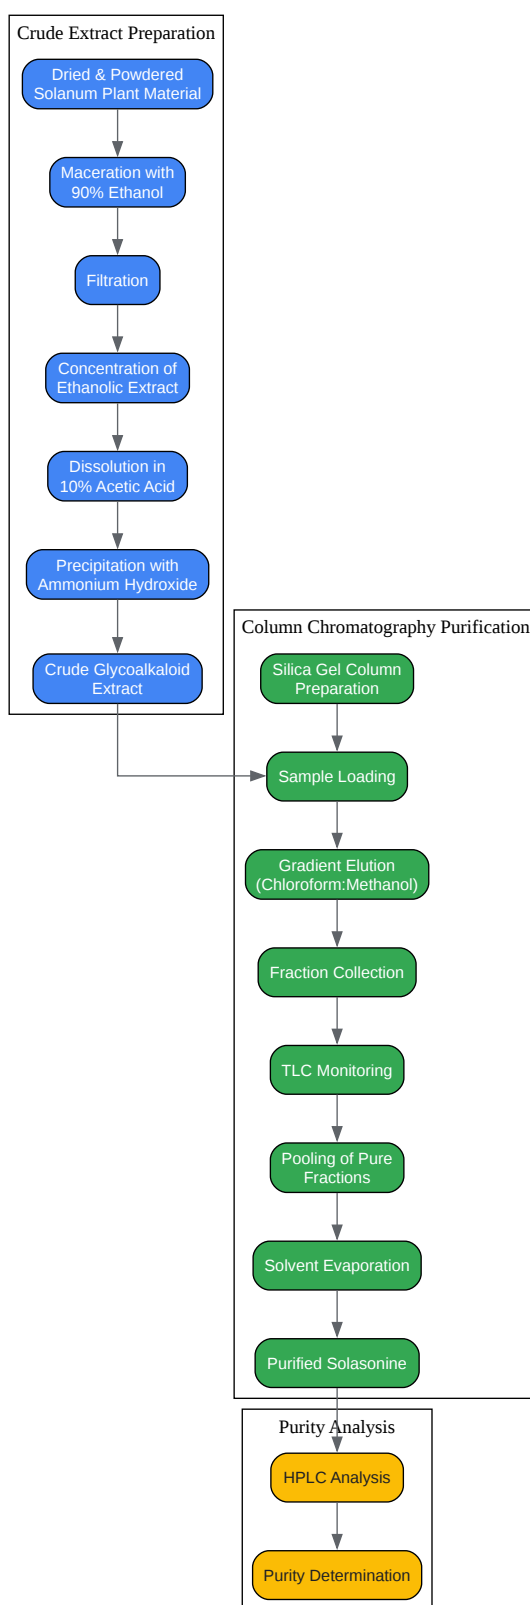 Crude Extract Preparation
Dried & Powdered
Solanum Plant Material
Maceration with
90% Ethanol
Filtration
Concentration of
Ethanolic Extract
Dissolution in
10% Acetic Acid
Precipitation with
Ammonium Hydroxide
Crude Glycoalkaloid
Extract
Column Chromatography Purification
Silica Gel Column
Preparation
Sample Loading
Gradient Elution
(Chloroform:Methanol)
Fraction Collection
TLC Monitoring
Pooling of Pure
Fractions
Solvent Evaporation
Purified Solasonine
Purity Analysis
HPLC Analysis
Purity Determination